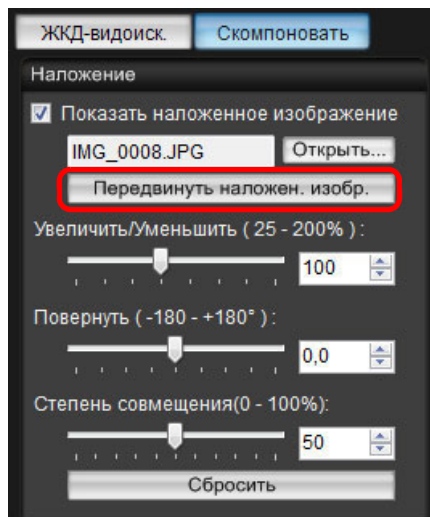 ЖКД-видоиск. Скомпоновать
Наложение
Показать наложенное изображение
IMG_0008.JPG Открыть...
Передвинуть наложен. изобр.
Увеличить/Уменьшить ( 25 - 200% ) :
100
Повернуть ( -180 - +180° ) :
0,0
Степень совмещения(0 - 100%):
50
Сбросить